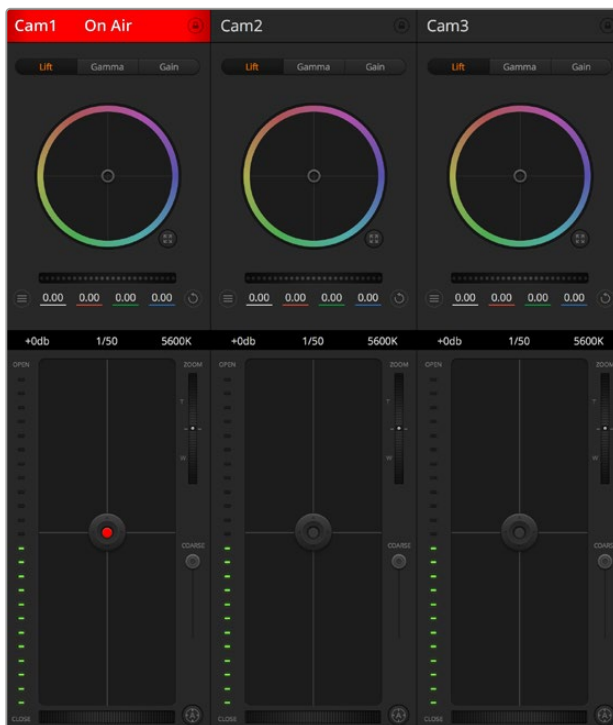 Cam1 On Air
Lift Gamma Gain
0.00 0.00 0.00 0.00
+0db 1/50 5600K
OPEN ZOOM
T
W
COARSE
CLOSE A
Cam2
Lift Gamma Gain
0.00 0.00 0.00 0.00
+0db 1/50 5600K
ZOOM
T
W
COARSE
CLOSE A
Cam3
Lift Gamma Gain
0.00 0.00 0.00 0.00
+0db 1/50 5600K
OPEN ZOOM
T
W
COARSE
CLOSE A